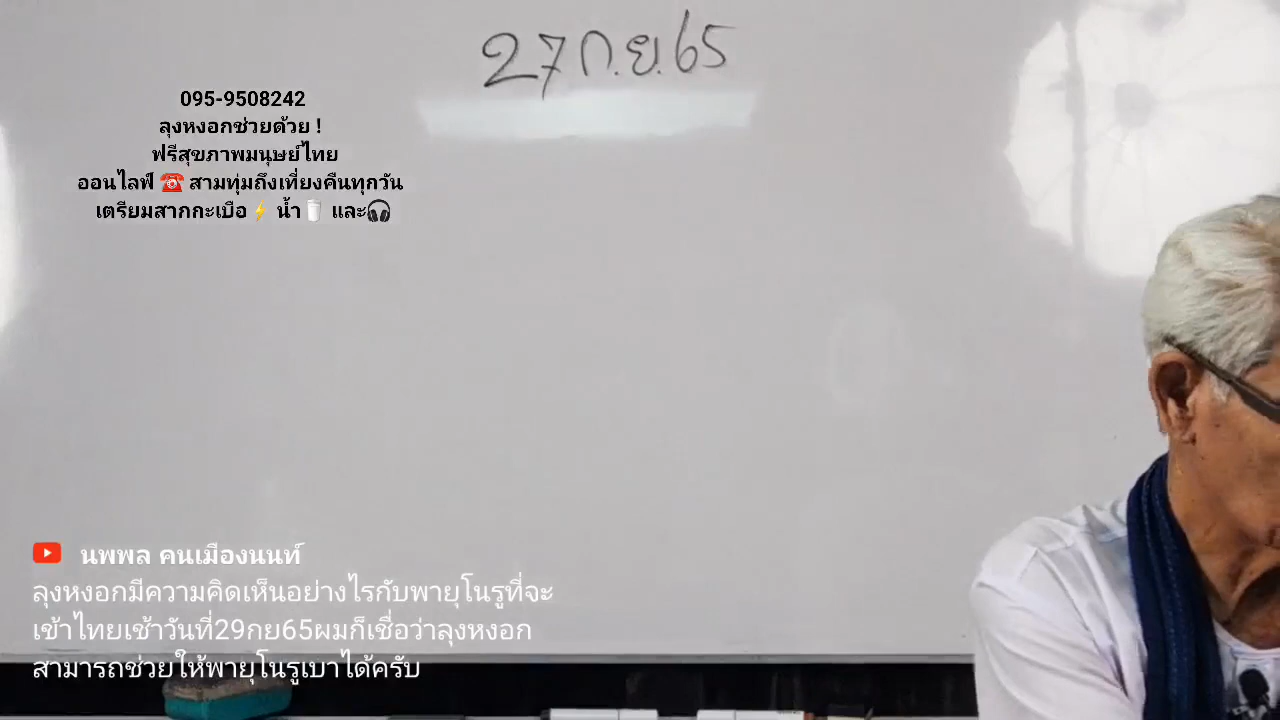 27 ก.ย.65
095-9508242
ลุงหงอกช่วยด้วย !
ฟรีสุขภาพมนุษย์ไทย
ออนไลฟ์ ☎️ สามทุ่มถึงเที่ยงคืนทุกวัน
เตรียมสากกะเบือ⚡ น้ำ🥛 และ🎧
นพพล คนเมืองนนท์
ลุงหงอกมีความคิดเห็นอย่างไรกับพายุโนรูที่จะ
เข้าไทยเช้าวันที่29กย65ผมก็เชื่อว่าลุงหงอก
สามารถช่วยให้พายุโนรูเบาได้ครับ